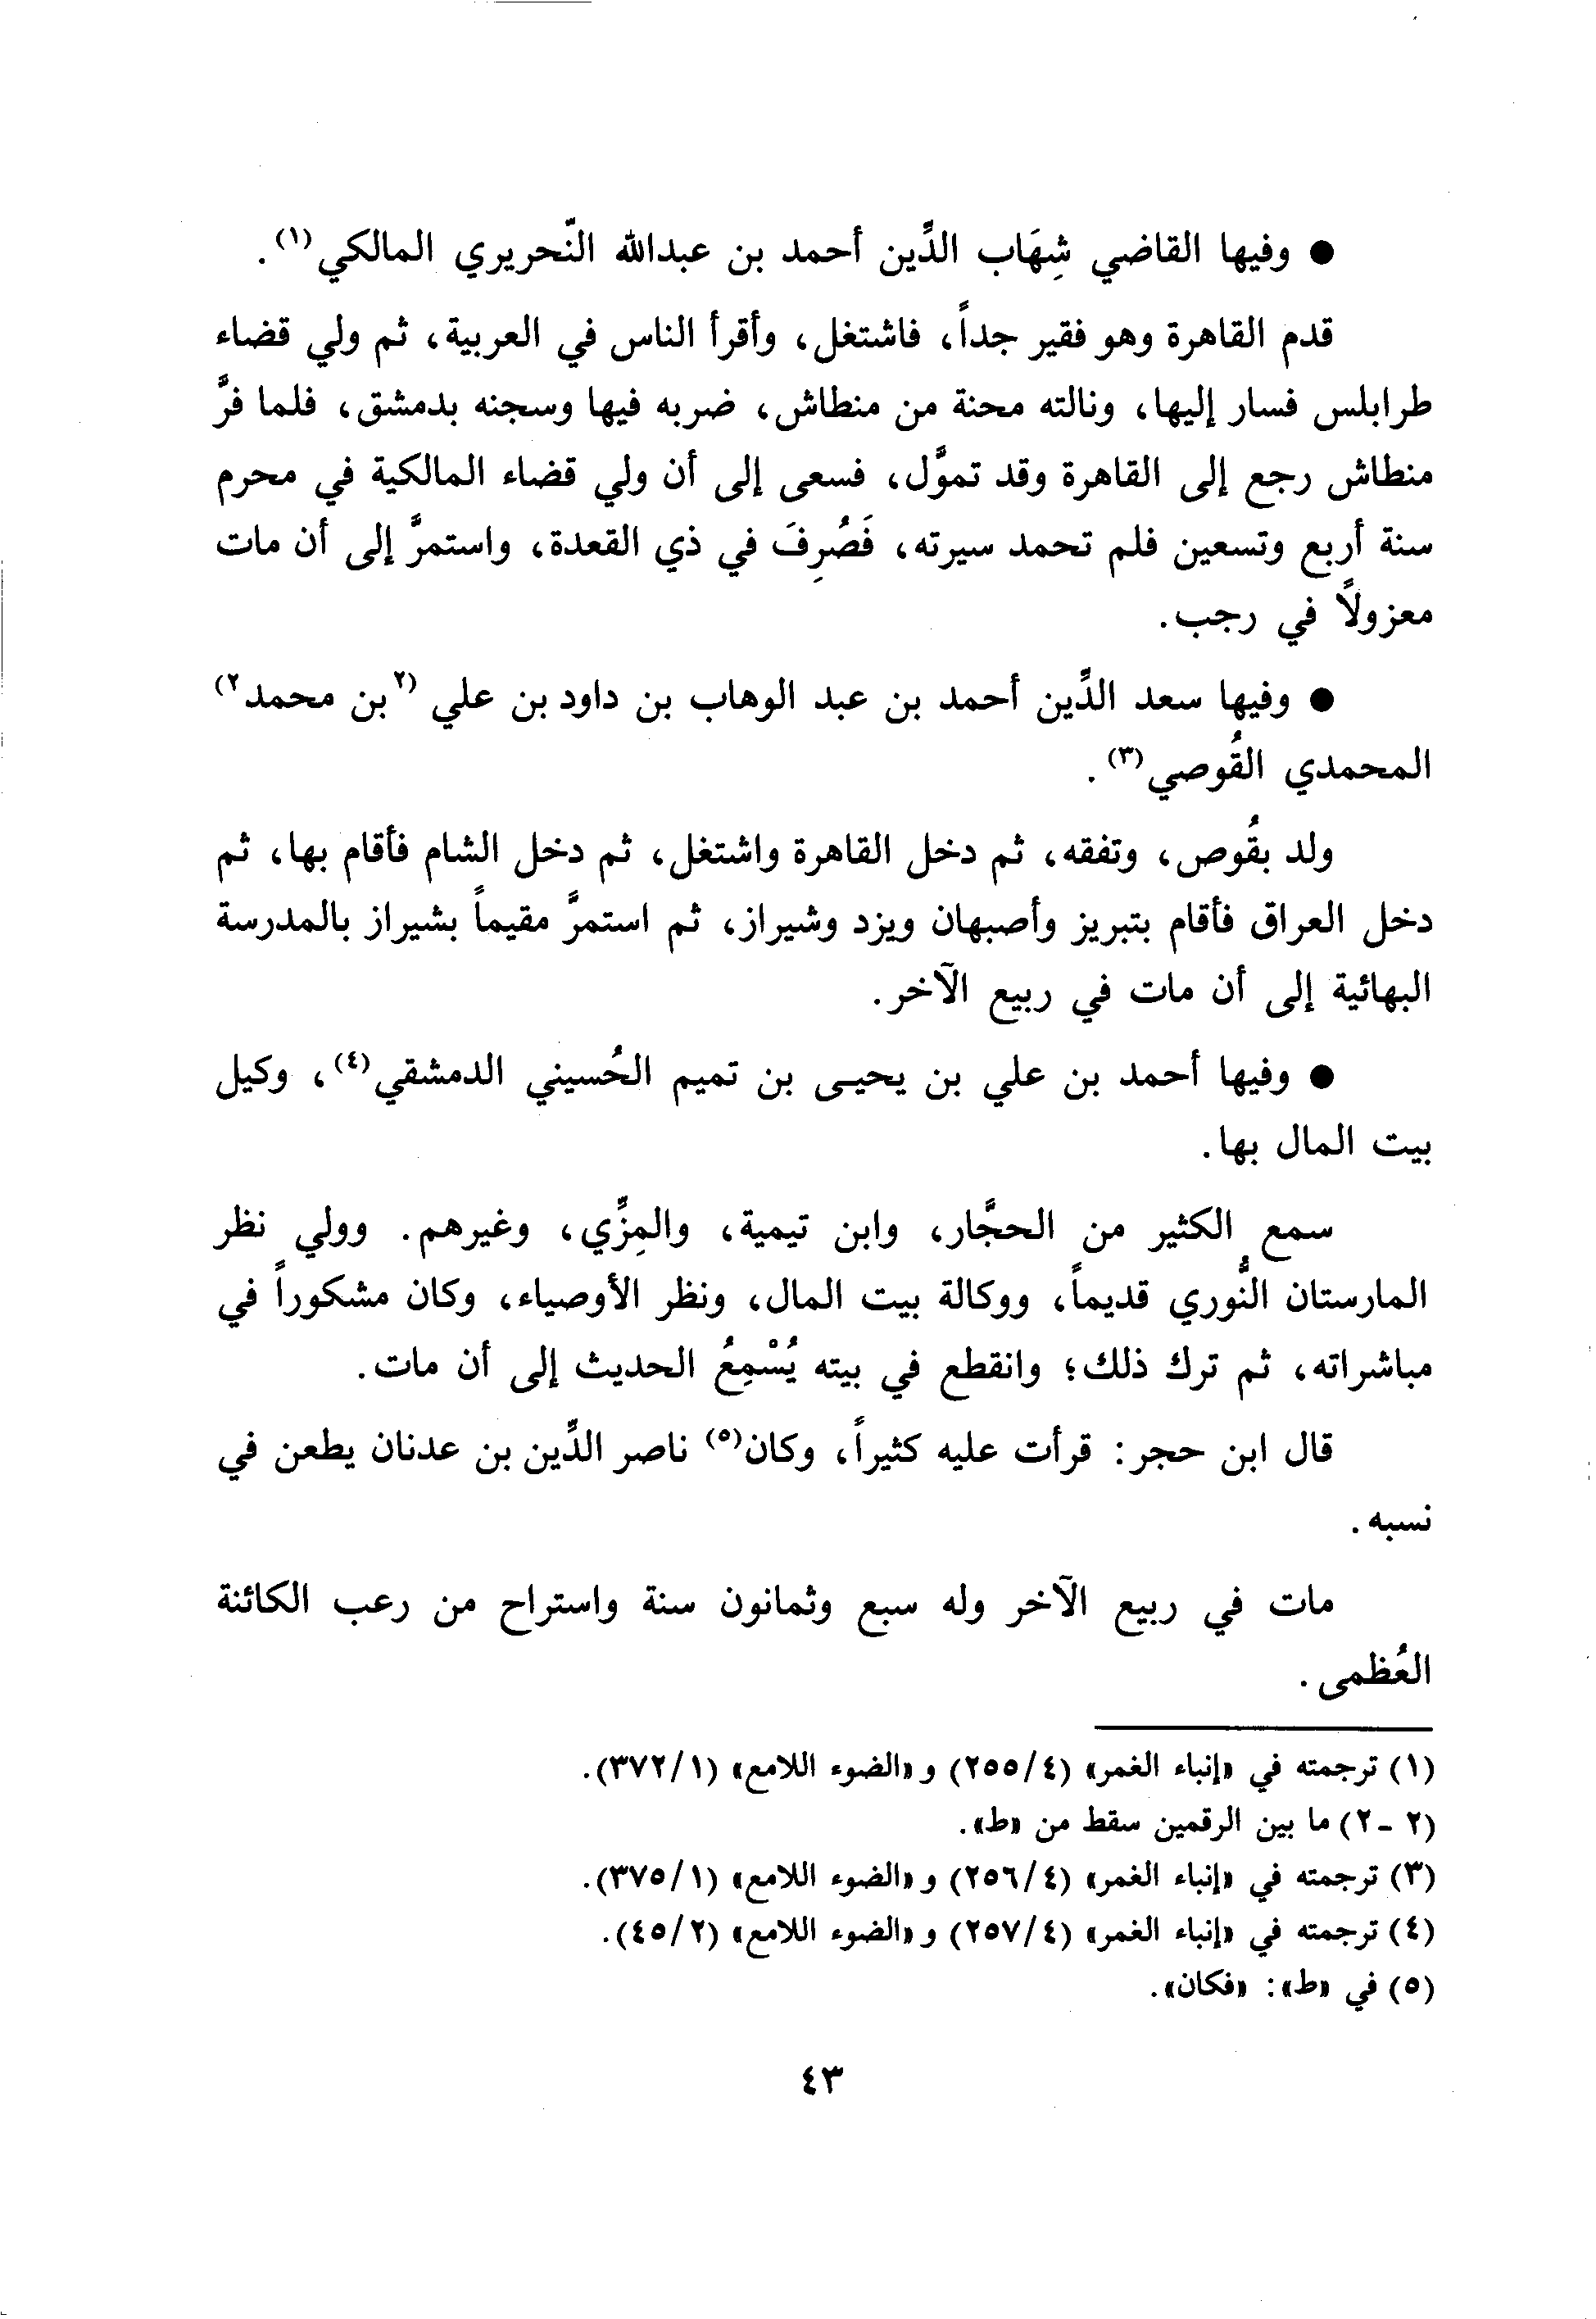 ● وفيها القاضي شِهَاب الدِّين أحمد بن عبدالله النّحريري المالكي(١).
قدم القاهرة وهو فقير جداً، فاشتغل، وأقرأ الناس في العربية، ثم ولي قضاء
طرابلس فسار إليها، ونالته محنة من منطاش، ضربه فيها وسجنه بدمشق، فلما فرَّ
منطاش رجع إلى القاهرة وقد تموَّل، فسعى إلى أن ولي قضاء المالكية في محرم
سنة أربع وتسعين فلم تحمد سيرته، فَصُرِفَ في ذي القعدة، واستمرَّ إلى أن مات
معزولاً في رجب.
● وفيها سعد الدِّين أحمد بن عبد الوهاب بن داود بن علي (٢بن محمد٢)
المحمدي القُوصي(٣).
ولد بقُوص، وتفقه، ثم دخل القاهرة واشتغل، ثم دخل الشام فأقام بها، ثم
دخل العراق فأقام بتبريز وأصبهان ويزد وشيراز، ثم استمرَّ مقيماً بشيراز بالمدرسة
البهائية إلى أن مات في ربيع الآخر.
● وفيها أحمد بن علي بن يحيى بن تميم الحُسيني الدمشقي(٤)، وكيل
بيت المال بها.
سمع الكثير من الحجَّار، وابن تيمية، والمِزِّي، وغيرهم. وولي نظر
المارستان النُّوري قديماً، ووكالة بيت المال، ونظر الأوصياء، وكان مشكوراً في
مباشراته، ثم ترك ذلك؛ وانقطع في بيته يُسْمِعُ الحديث إلى أن مات.
قال ابن حجر: قرأت عليه كثيراً، وكان(٥) ناصر الدِّين بن عدنان يطعن في
نسبه.
مات في ربيع الآخر وله سبع وثمانون سنة واستراح من رعب الكائنة
العُظمى.
(١) ترجمته في «إنباء الغمر» (٤/٢٥٥) و«الضوء اللامع» (١/٣٧٢).
(٢ - ٢) ما بين الرقمين سقط من «ط».
(٣) ترجمته في «إنباء الغمر» (٤/٢٥٦) و«الضوء اللامع» (١/٣٧٥).
(٤) ترجمته في «إنباء الغمر» (٤/٢٥٧) و«الضوء اللامع» (٢/٤٥).
(٥) في «ط»: «فكان».
٤٣